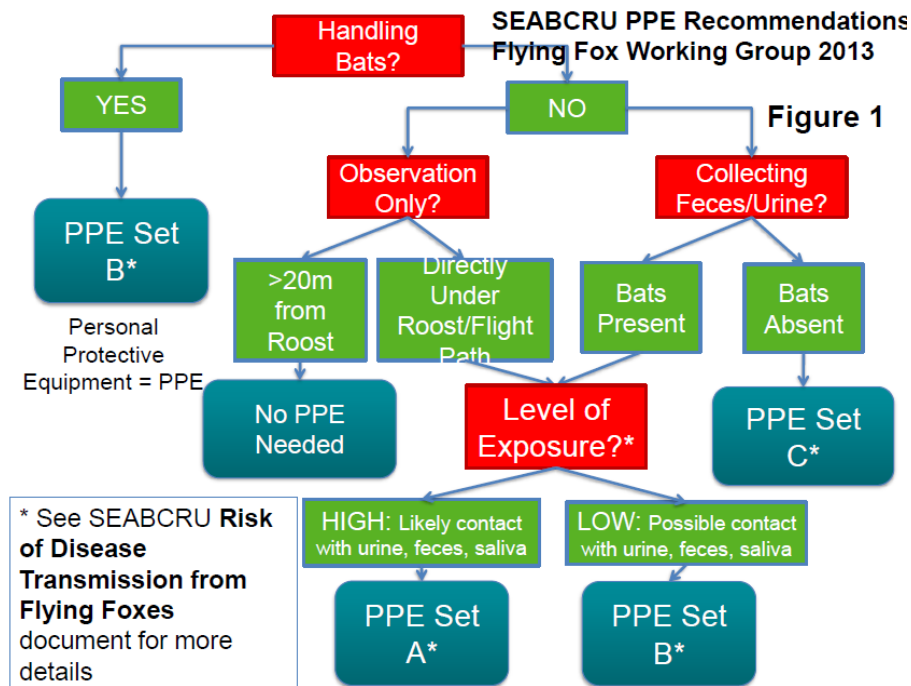 SEABCRU PPE Recommendations
Flying Fox Working Group 2013
Handling
Bats?
YES
NO
Figure 1
Observation
Only?
Collecting
Feces/Urine?
PPE Set
B*
>20m
from
Roost
Directly
Under
Roost/Flight
Path
Bats
Present
Bats
Absent
Personal
Protective
Equipment = PPE
No PPE
Needed
Level of
Exposure?*
PPE Set
C*
* See SEABCRU Risk
of Disease
Transmission from
Flying Foxes
document for more
details
HIGH: Likely contact
with urine, feces, saliva
LOW: Possible contact
with urine, feces, saliva
PPE Set
A*
PPE Set
B*